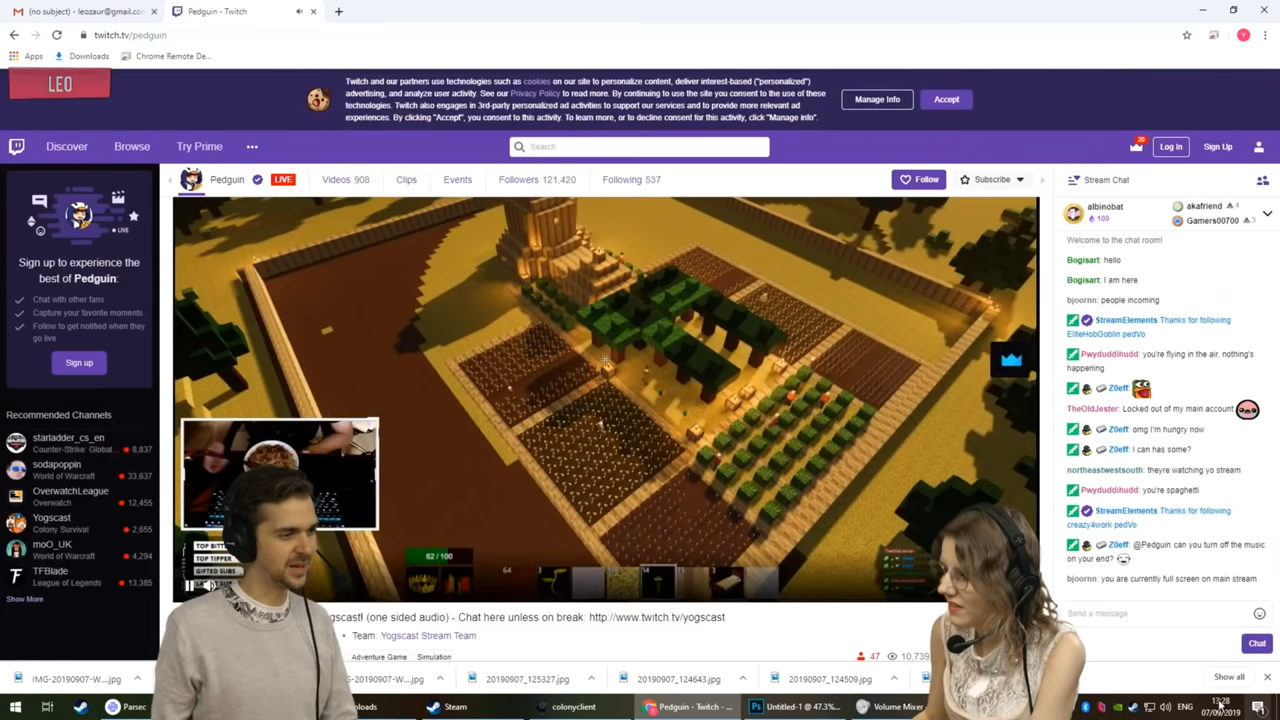 (no subject) - leozaur@gmail.co
Pedguin - Twitch
twitch.tv/pedguin
Apps
Downloads
Chrome Remote De...
LEO
Twitch and our partners use technologies such as cookies on our site to personalize content, deliver interest-based ("personalized")
advertising, and analyze user activity. See our Privacy Policy to read more. By continuing to use the site you consent to the use of these
technologies. Twitch also engages in 3rd-party personalized ad activities to support our services and to provide more relevant ad
experiences. By clicking "Accept", you consent to this activity. To learn more, or to decline consent for this activity, click "Manage info".
Manage Info
Accept
Discover
Browse
Try Prime
Search
20
Log In
Sign Up
Pedguin
LIVE
Videos 908
Clips
Events
Followers 121,420
Following 537
Follow
Subscribe
Stream Chat
LIVE
Sign up to experience the
best of Pedguin:
Chat with other fans
Capture your favorite moments
Follow to get notified when they
go live
Sign up
Recommended Channels
starladder_cs_en
Counter-Strike: Global... 8,837
sodapoppin
World of Warcraft 33,637
OverwatchLeague
Overwatch 12,455
Yogscast
Colony Survival 2,655
moO_UK
World of Warcraft 4,294
TFBlade
League of Legends 13,385
Show More
TOP BITS
TOP TIPPER
GIFTED SUBS
62 / 100
64
albinobat
100
akafriend 4
Gamers00700 3
Welcome to the chat room!
Bogisart: hello
Bogisart: I am here
bjoornn: people incoming
StreamElements Thanks for following
EliteHobGoblin pedVo
Pwyduddihudd: you're flying in the air, nothing's
happening
Z0eff:
TheOldJester: Locked out of my main account
Z0eff: omg I'm hungry now
Z0eff: I can has some?
northeastwestsouth: theyre watching yo stream
Pwyduddihudd: you're spaghetti
StreamElements Thanks for following
creazy4work pedVo
Z0eff: @Pedguin can you turn off the music
on your end?
bjoornn: you are currently full screen on main stream
Send a message
Chat
gscast! (one sided audio) - Chat here unless on break: http://www.twitch.tv/yogscast
Team: Yogscast Stream Team
Adventure Game
Simulation
47
10,739
IMG-20190907-W....jpg
-20190907-W....jpg
20190907_125327.jpg
20190907_124643.jpg
20190907_124509.jpg
Show all
Parsec
nloads
Steam
colonyclient
Pedguin - Twitch - ...
Untitled-1 @ 47.3%...
Volume Mixer
ENG
13:28
07/09/2019